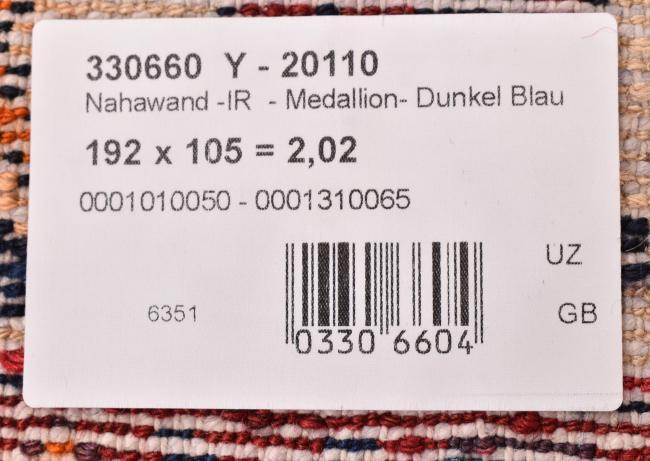 330660 Y - 20110
Nahawand -IR - Medallion- Dunkel Blau
192 x 105 = 2,02
0001010050 - 0001310065
UZ
6351
GB
0330 6604